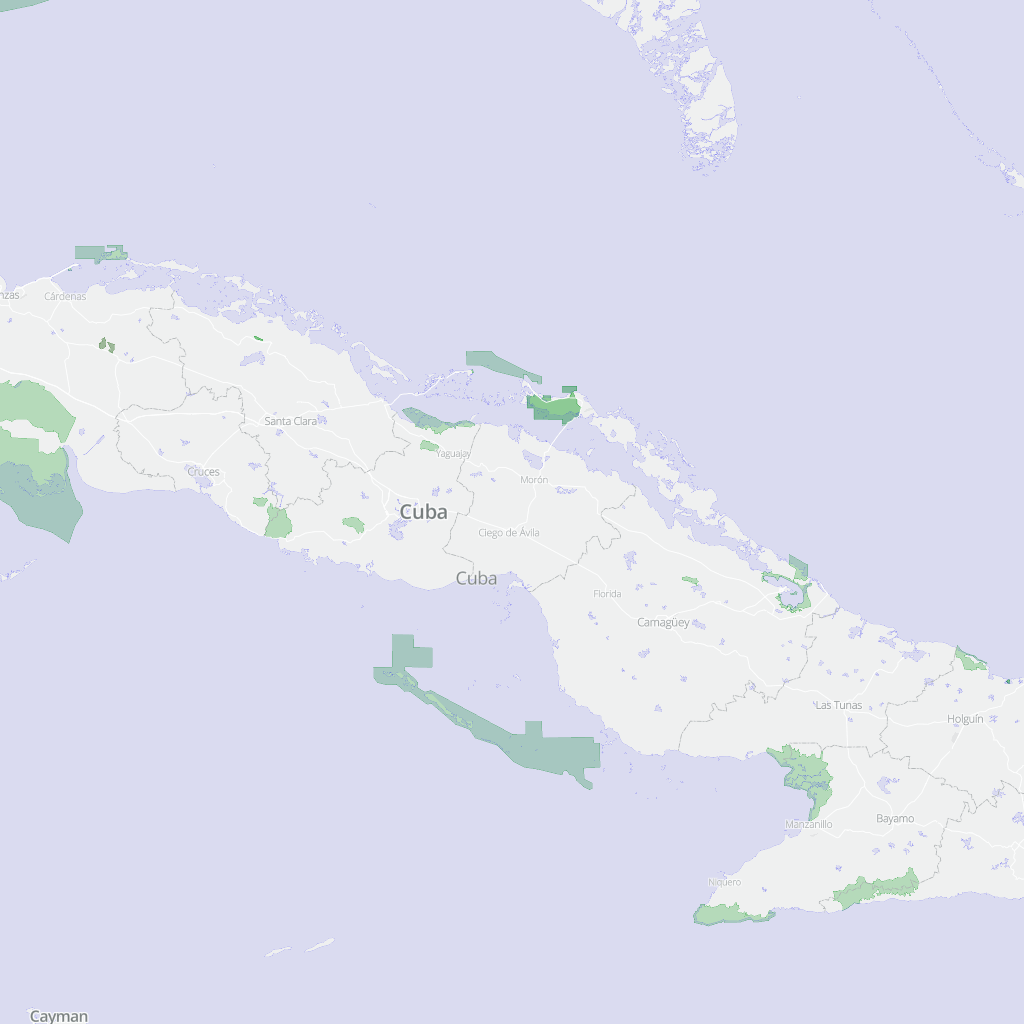 nzas
Cárdenas
Santa Clara
Yaguajay
Cruces
Morón
Cuba
Ciego de Ávila
Cuba
Florida
Camagüey
Las Tunas
Holguín
Manzanillo
Bayamo
Niquero
Cayman